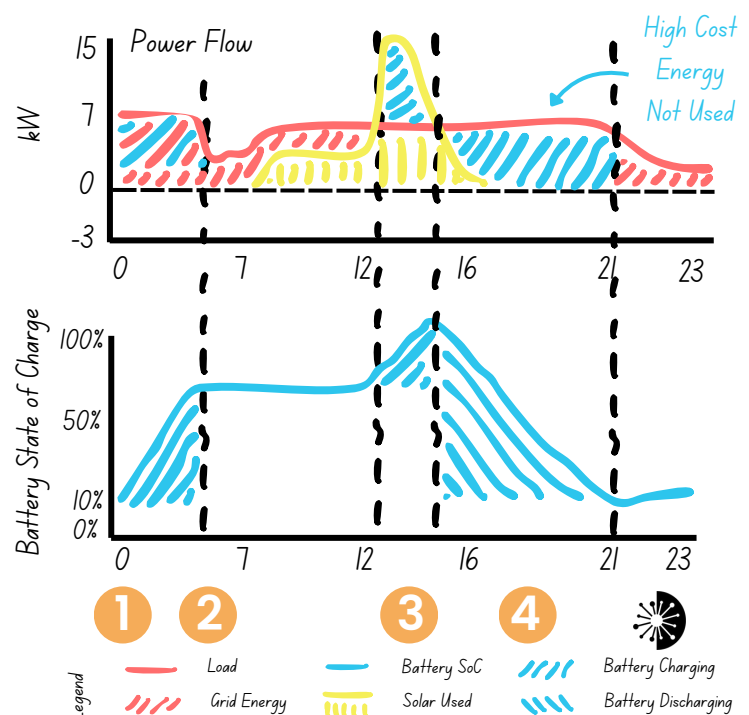 High Cost
Energy
Not Used
Power Flow
kW
15
7
0
-3
0 7 12 16 21 23
Battery State of Charge
100%
50%
10%
0%
0 7 12 16 21 23
1 2 3 4
Load Battery SoC Battery Charging
Grid Energy Solar Used Battery Discharging